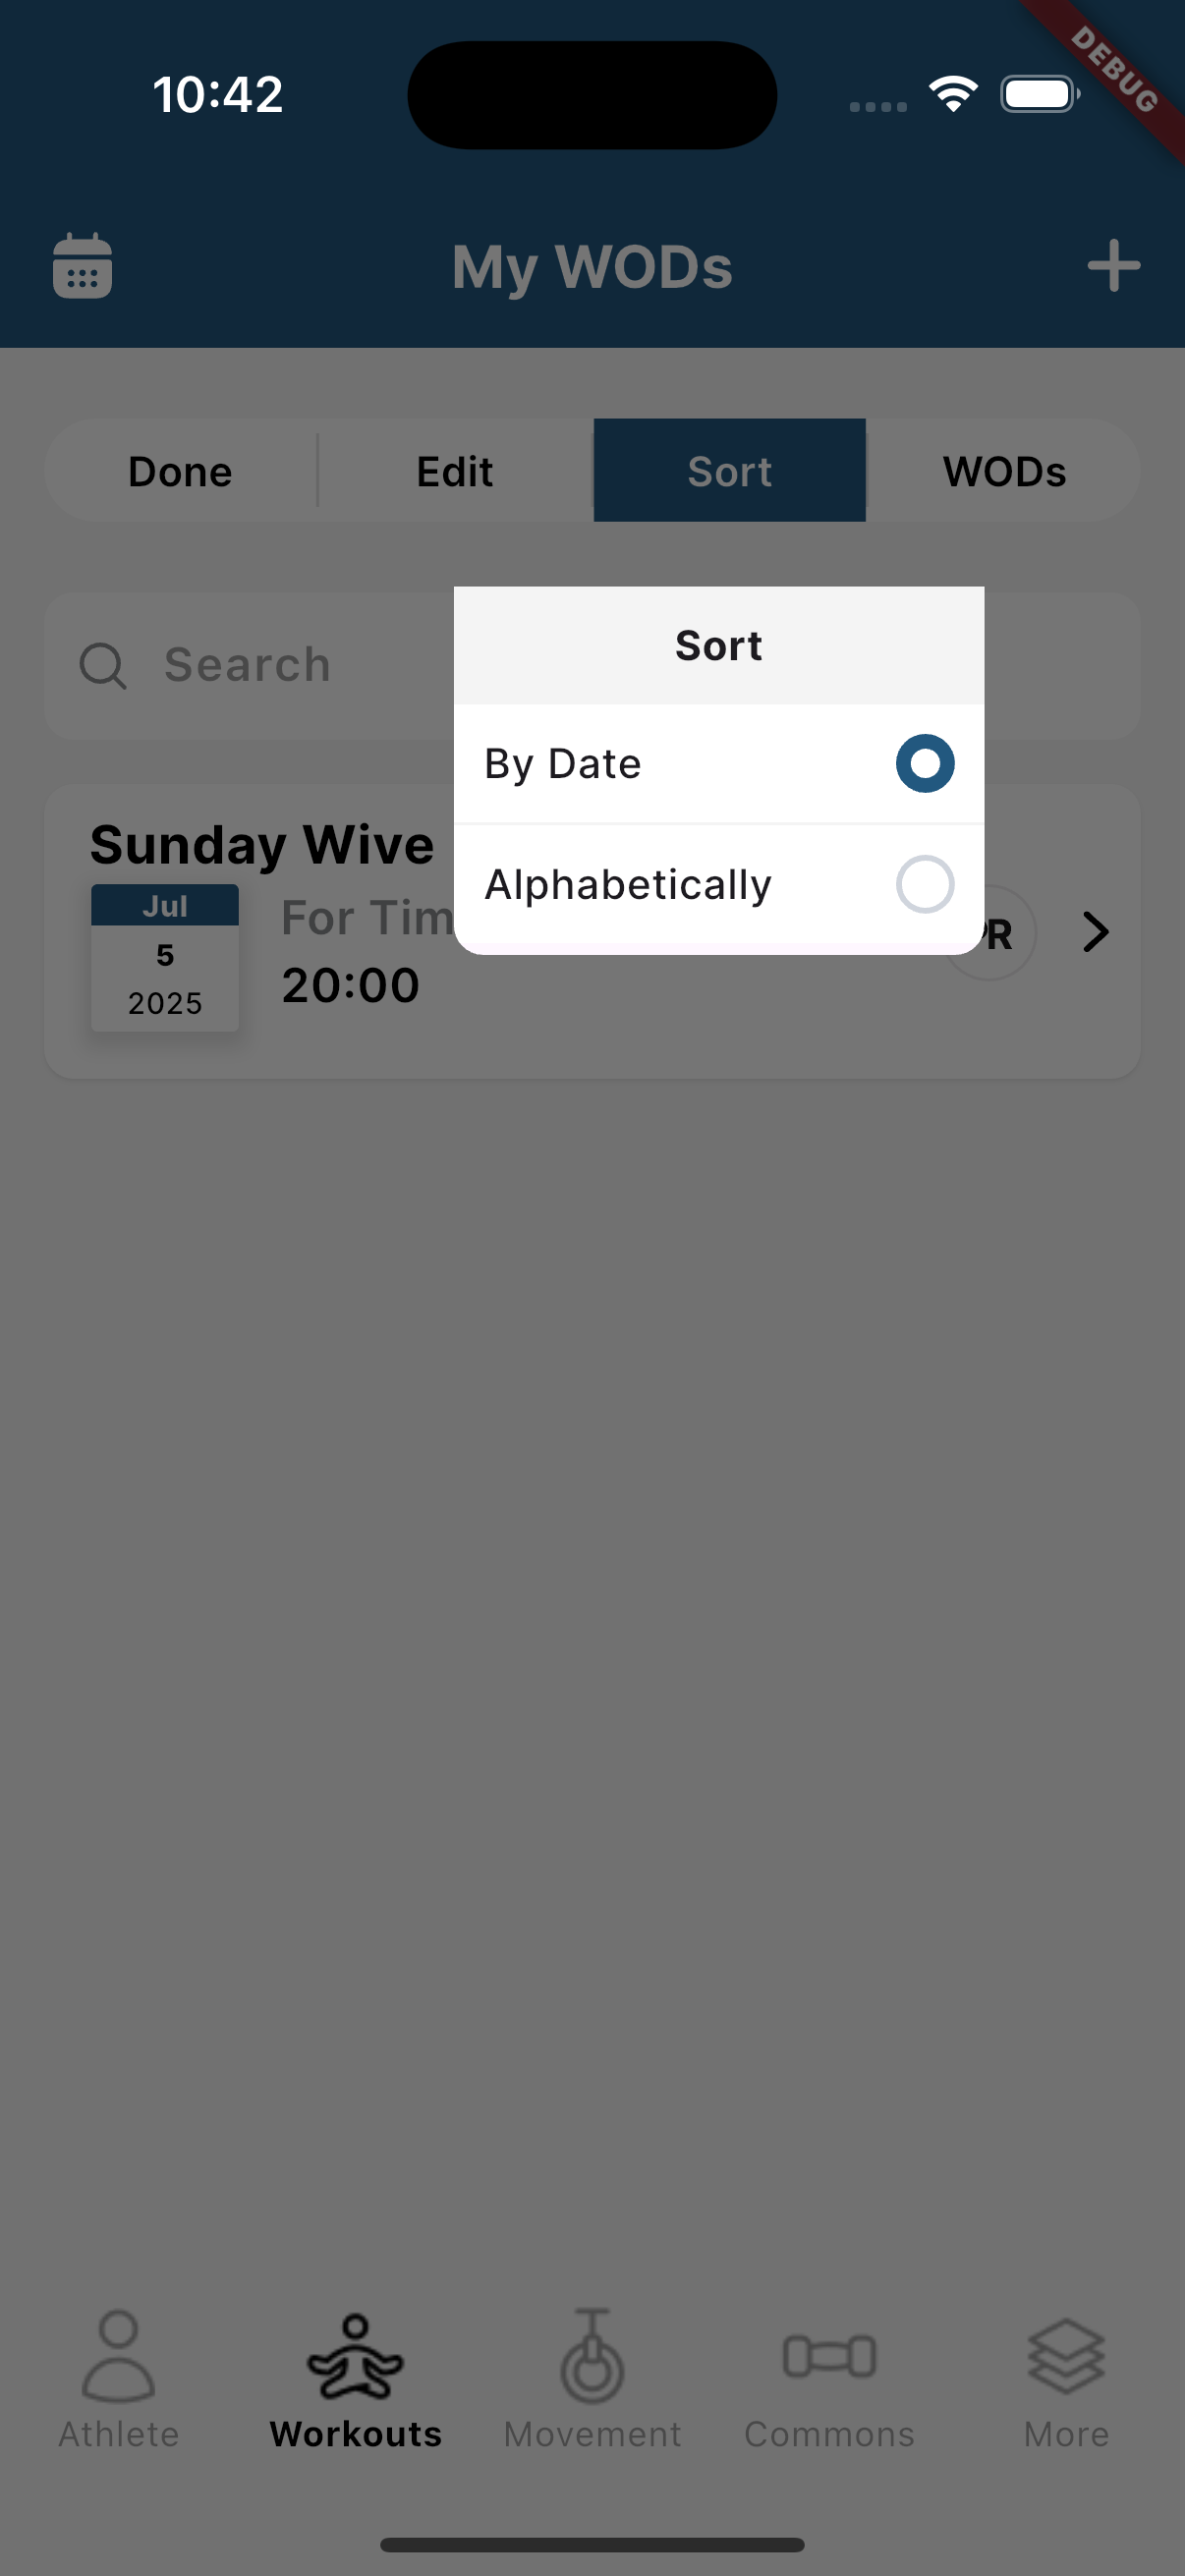 10:42
DEBUG
My WODs
Done Edit Sort WODs
Search
Sort
By Date
Alphabetically
Sunday Wive
Jul
5
2025
For Tim
20:00
PR
Athlete Workouts Movement Commons More